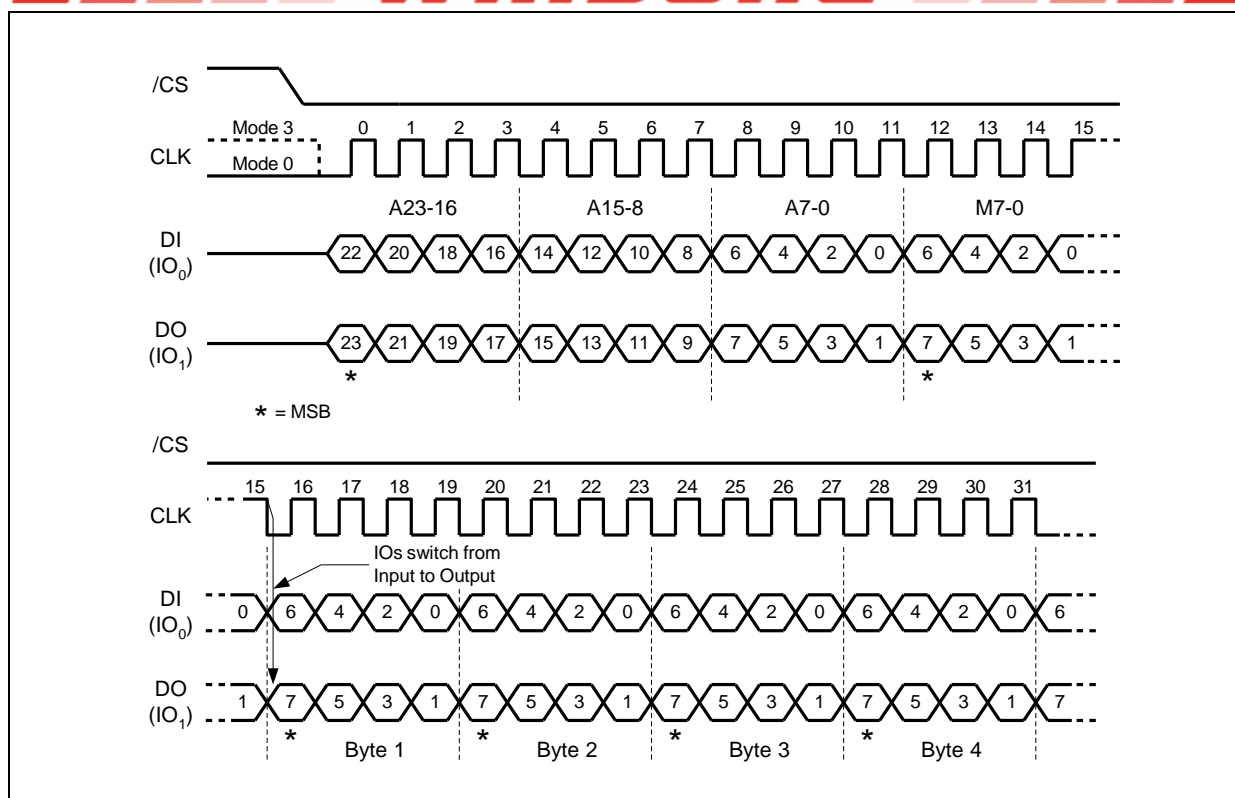 /CS
Mode 3 0 1 2 3 4 5 6 7 8 9 10 11 12 13 14 15
CLK
Mode 0
A23-16 A15-8 A7-0 M7-0
DI
(IO0) 22 20 18 16 14 12 10 8 6 4 2 0 6 4 2 0
DO
(IO1) 23 21 19 17 15 13 11 9 7 5 3 1 7 5 3 1
* *
* = MSB
/CS
15 16 17 18 19 20 21 22 23 24 25 26 27 28 29 30 31
CLK
IOs switch from
Input to Output
DI
(IO0) 0 6 4 2 0 6 4 2 0 6 4 2 0 6 4 2 0 6
DO
(IO1) 1 7 5 3 1 7 5 3 1 7 5 3 1 7 5 3 1 7
* * * *
Byte 1 Byte 2 Byte 3 Byte 4